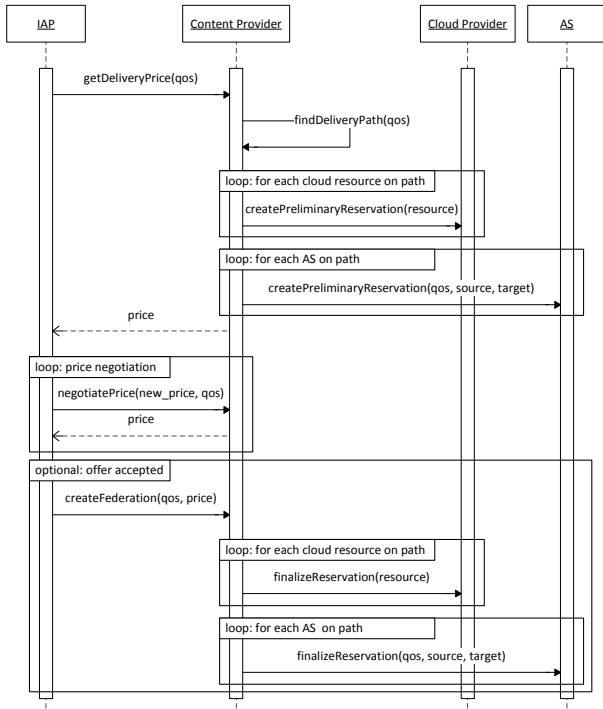 IAP
Content Provider
Cloud Provider
AS
getDeliveryPrice(qos)
findDeliveryPath(qos)
loop: for each cloud resource on path
createPreliminaryReservation(resource)
loop: for each AS on path
createPreliminaryReservation(qos, source, target)
price
loop: price negotiation
negotiatePrice(new_price, qos)
price
optional: offer accepted
createFederation(qos, price)
loop: for each cloud resource on path
finalizeReservation(resource)
loop: for each AS on path
finalizeReservation(qos, source, target)